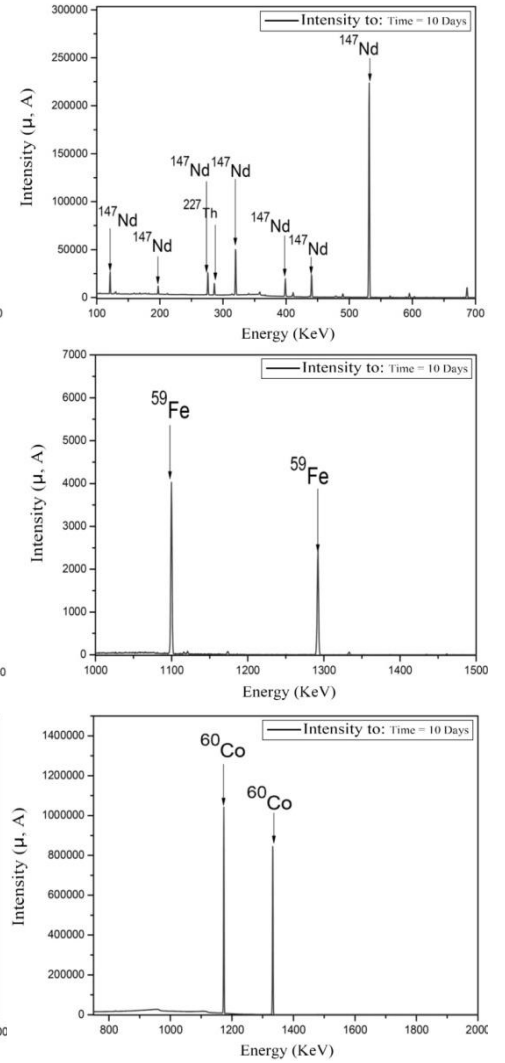 300000
250000
200000
150000
100000
50000
0
Intensity (μ, A)
Intensity to: Time = 10 Days
147Nd
147Nd 147Nd
227Th
147Nd
147Nd
147Nd
147Nd
100 200 300 400 500 600 700
Energy (KeV)
0
7000
6000
5000
4000
3000
2000
1000
0
Intensity (μ, A)
Intensity to: Time = 10 Days
59Fe
59Fe
1000 1100 1200 1300 1400 1500
Energy (KeV)
0
1400000
1200000
1000000
800000
600000
400000
200000
0
Intensity (μ, A)
Intensity to: Time = 10 Days
60Co
60Co
800 1000 1200 1400 1600 1800 2000
Energy (KeV)
00